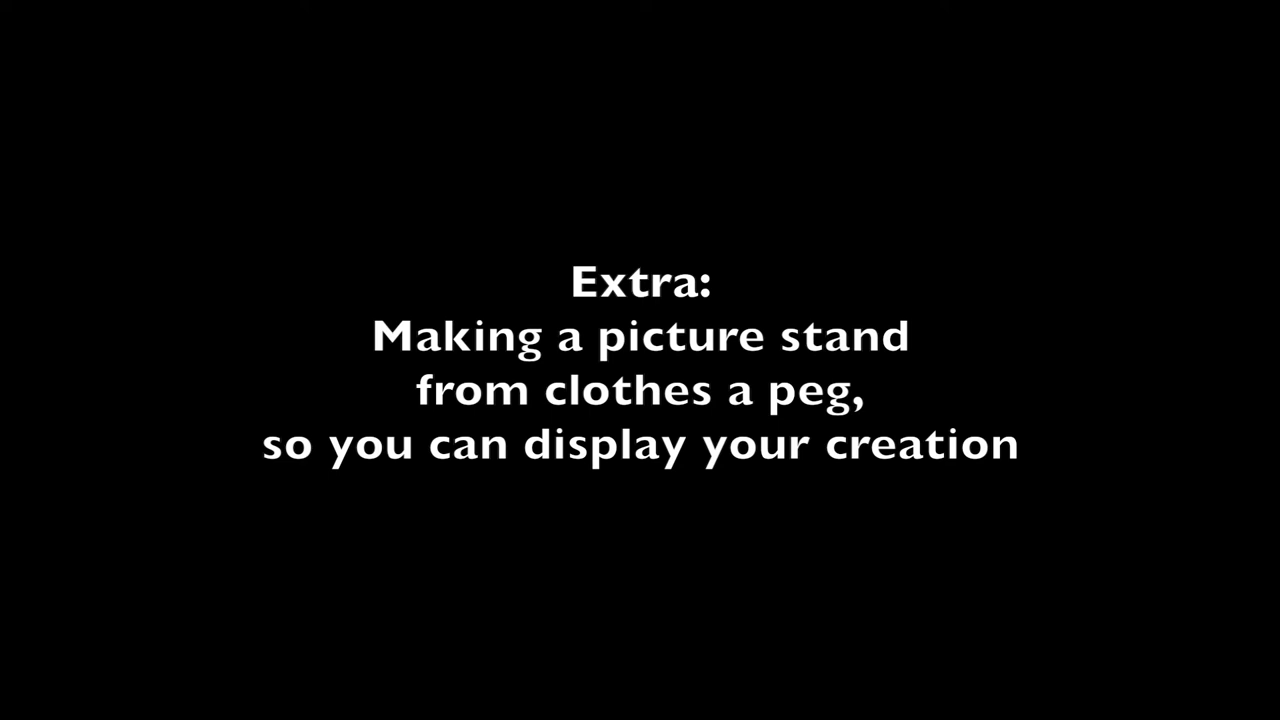 Extra:
Making a picture stand
from clothes a peg,
so you can display your creation